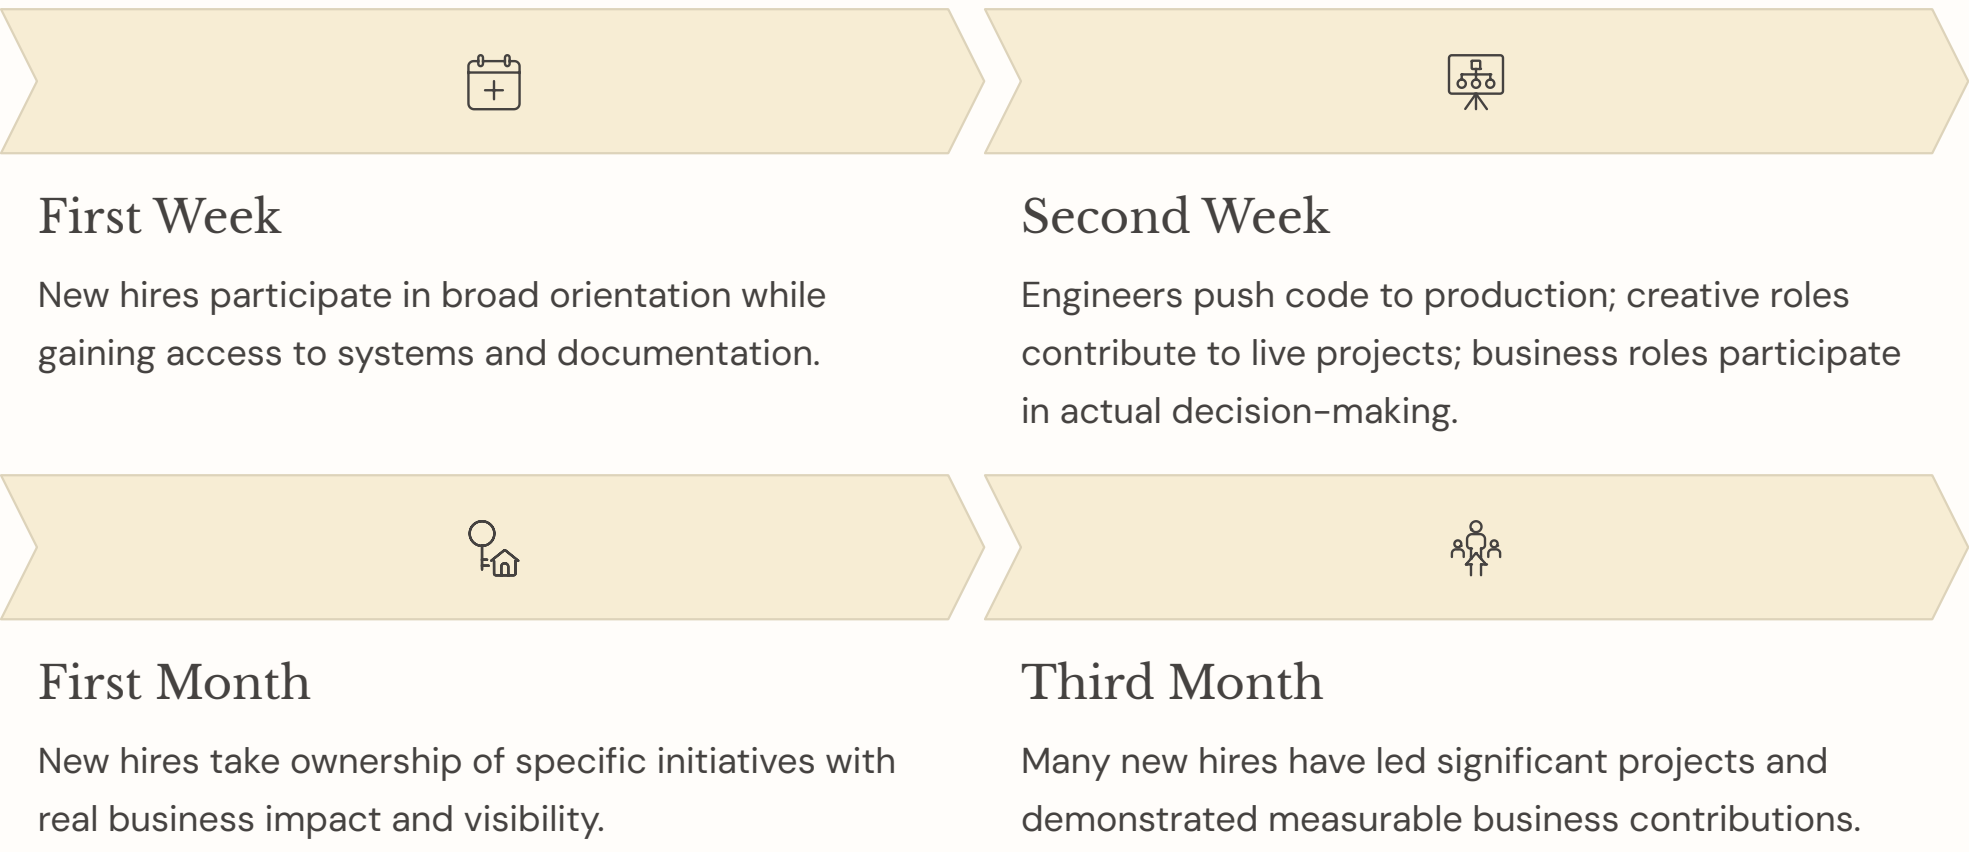 First Week
New hires participate in broad orientation while
gaining access to systems and documentation.
Second Week
Engineers push code to production; creative roles
contribute to live projects; business roles participate
in actual decision-making.
First Month
New hires take ownership of specific initiatives with
real business impact and visibility.
Third Month
Many new hires have led significant projects and
demonstrated measurable business contributions.